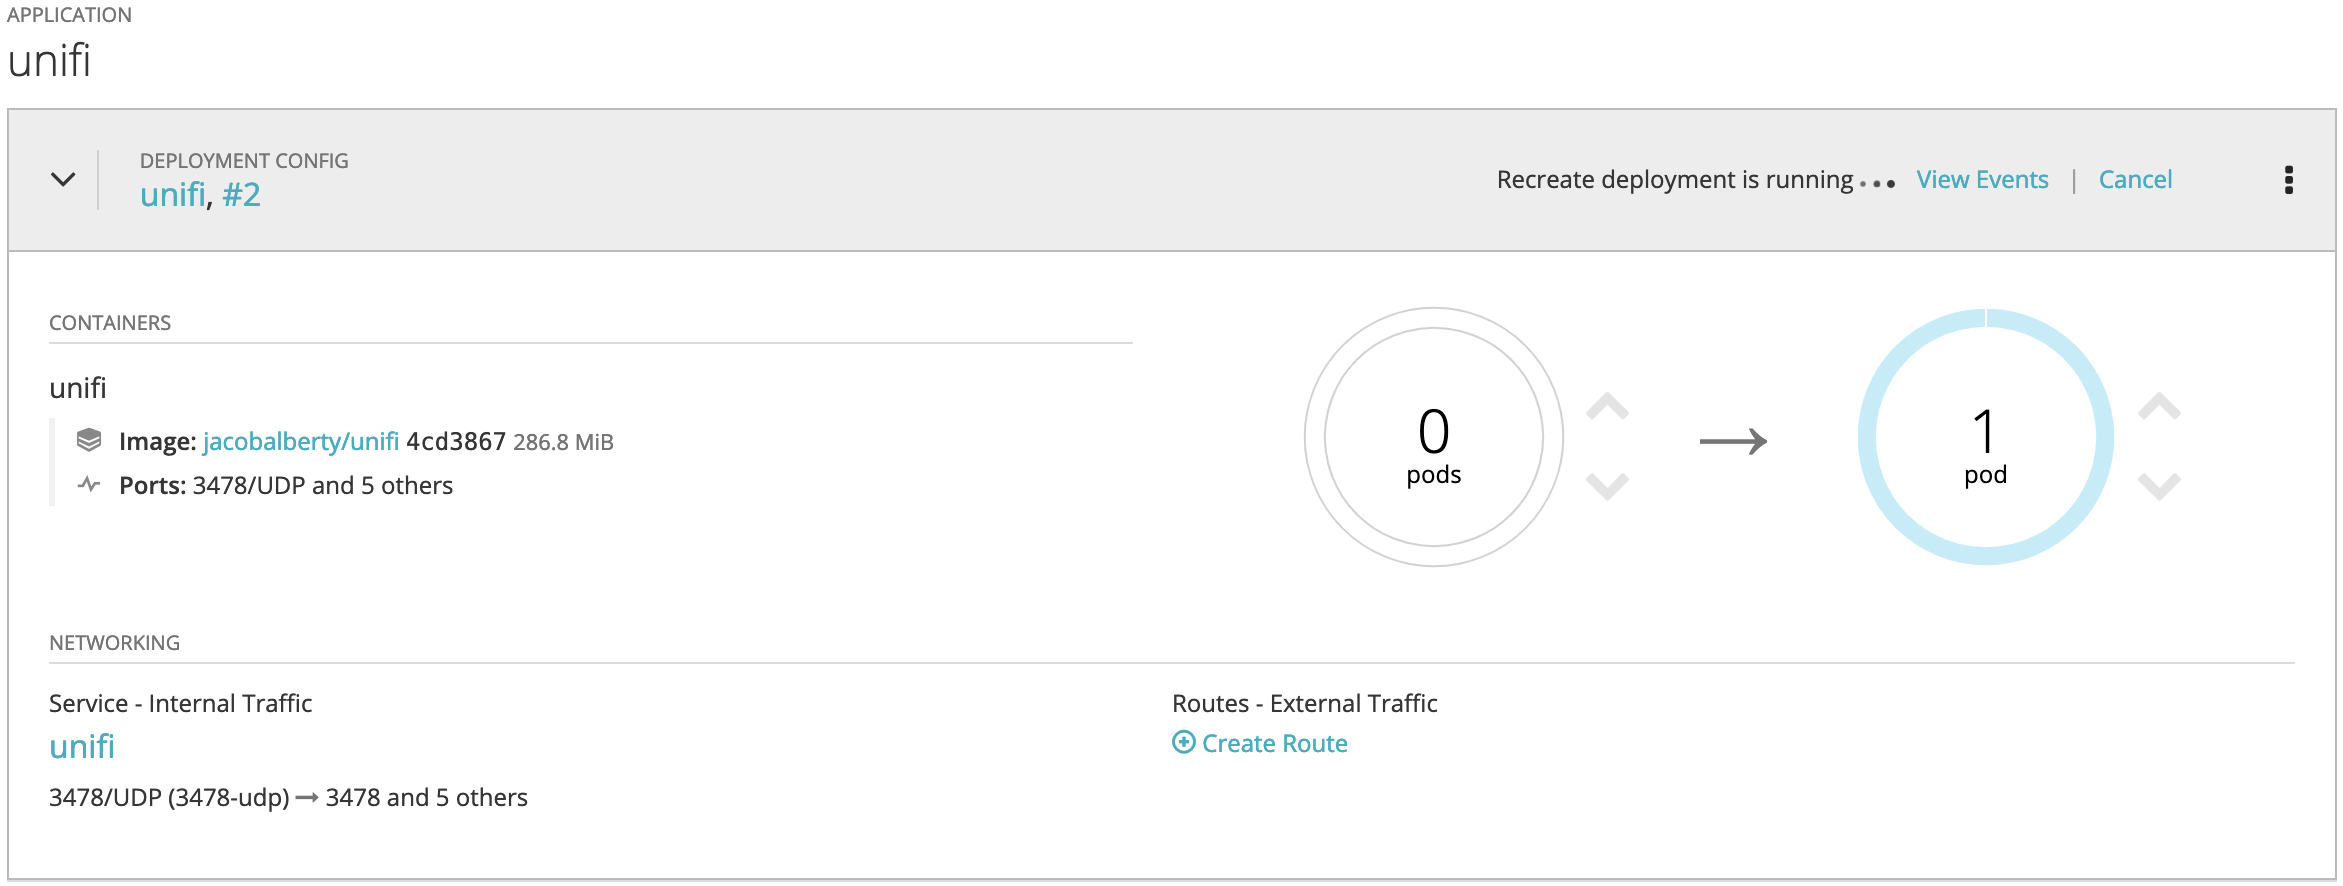 APPLICATION
unifi
DEPLOYMENT CONFIG
unifi, #2
Recreate deployment is running... View Events | Cancel
CONTAINERS
unifi
Image: jacobalberty/unifi 4cd3867 286.8 MiB
Ports: 3478/UDP and 5 others
0
pods
1
pod
NETWORKING
Service - Internal Traffic
unifi
3478/UDP (3478-udp) → 3478 and 5 others
Routes - External Traffic
Create Route